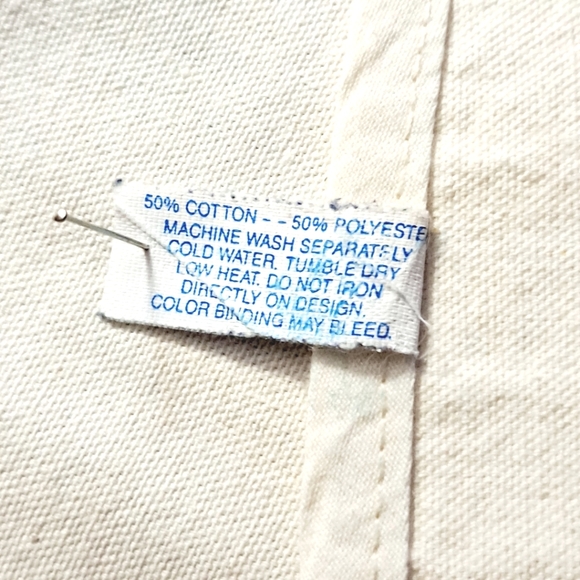 50% COTTON - - 50% POLYESTE
MACHINE WASH SEPARATELY
COLD WATER. TUMBLE DRY
LOW HEAT. DO NOT IRON
DIRECTLY ON DESIGN.
COLOR BINDING MAY BLEED.